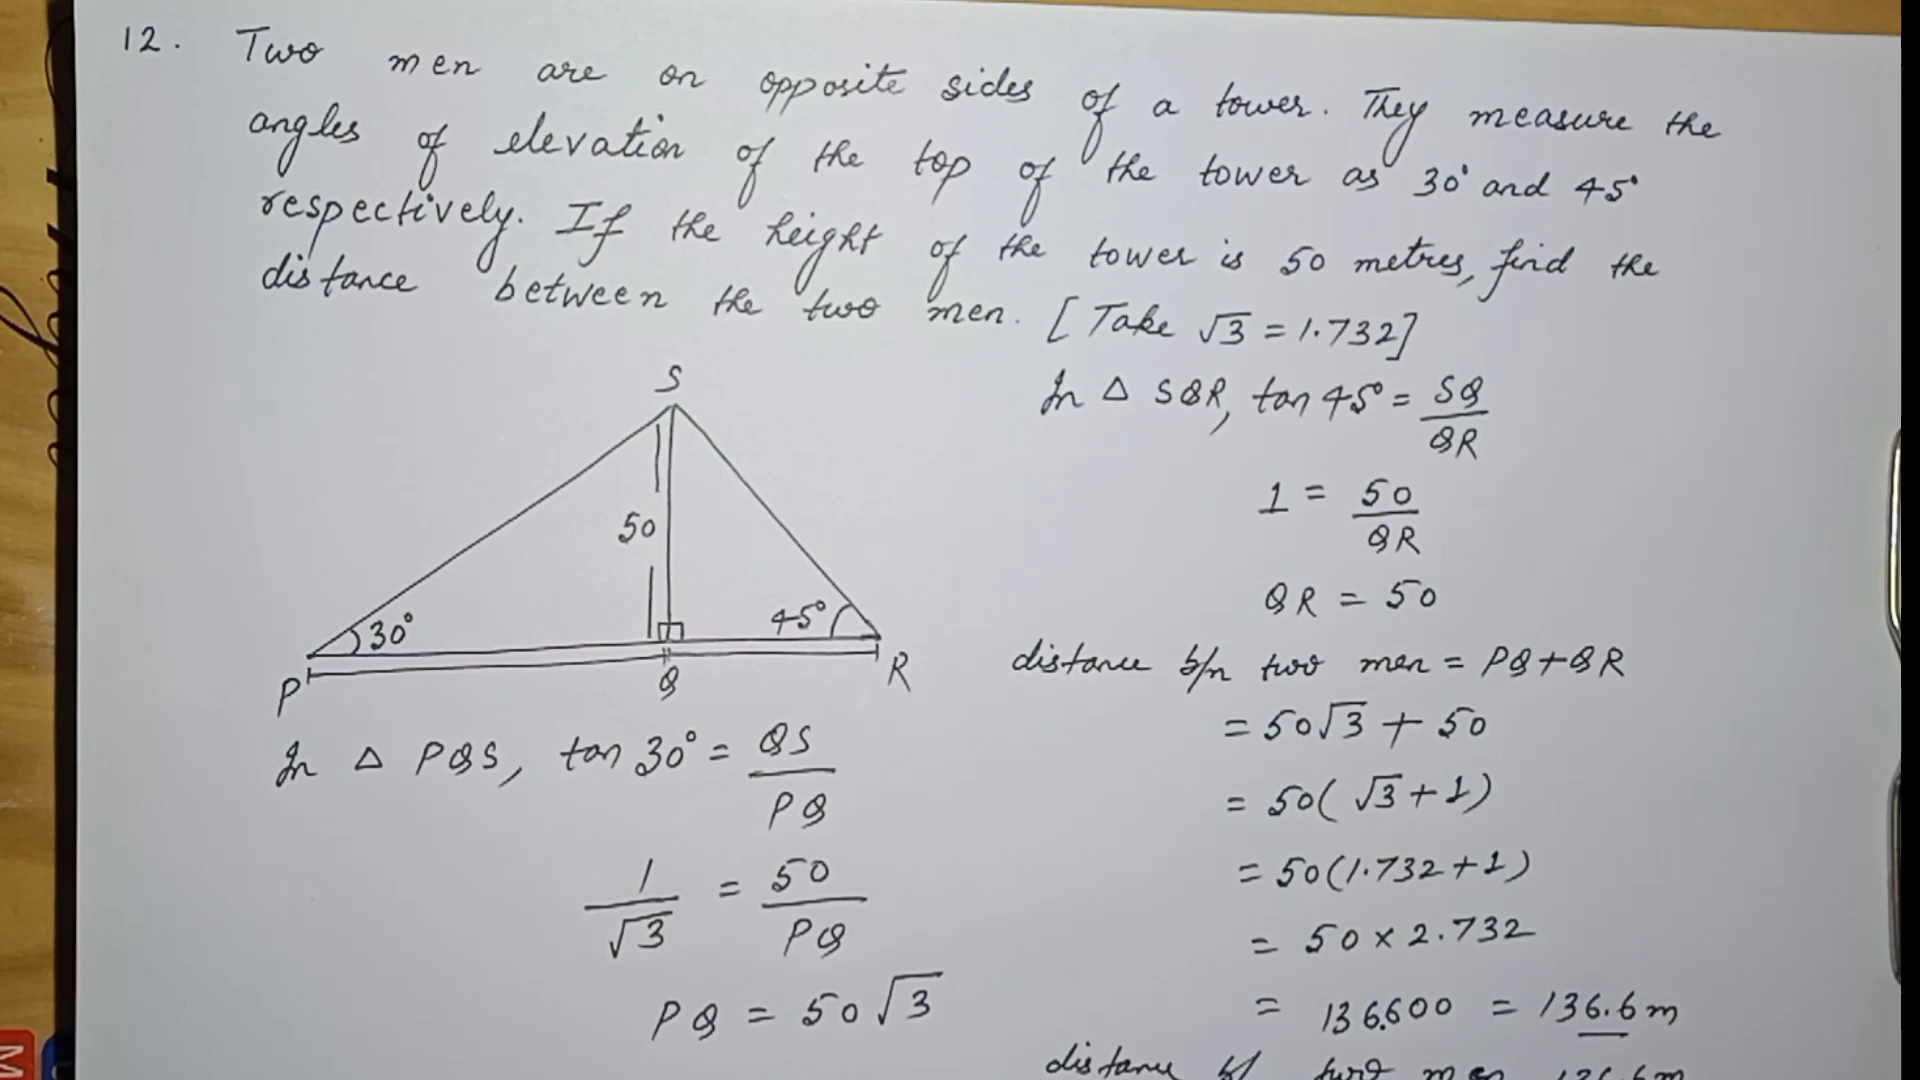 12. Two men are on opposite sides of a tower. They measure the
angles of elevation of the top of the tower as 30° and 45°
respectively. If the height of the tower is 50 metres, find the
distance between the two men. [Take √3 = 1.732]
S
50
30°
45°
P
Q
R
In △ PQS, tan 30° = QS/PQ
1/√3 = 50/PQ
PQ = 50√3
In △ SQR, tan 45° = SQ/QR
1 = 50/QR
QR = 50
distance b/n two men = PQ + QR
= 50√3 + 50
= 50(√3 + 1)
= 50(1.732 + 1)
= 50 × 2.732
= 136.600 = 136.6 m
distance two men 136.6m
M